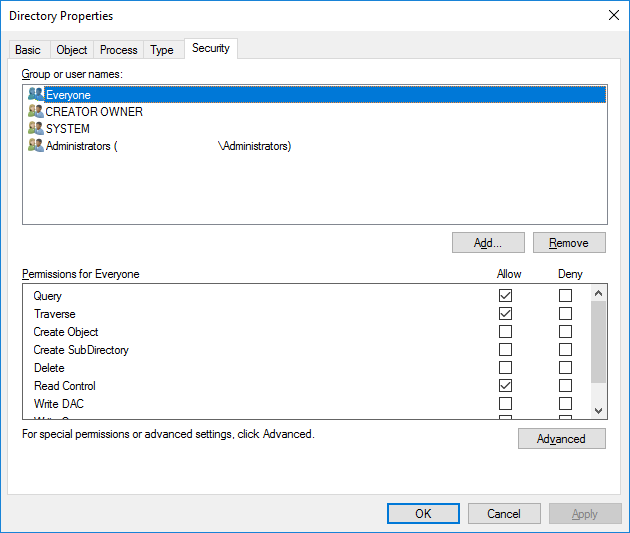 Directory Properties
Basic Object Process Type Security
Group or user names:
Everyone
CREATOR OWNER
SYSTEM
Administrators ( \Administrators)
Add... Remove
Permissions for Everyone Allow Deny
Query
Traverse
Create Object
Create SubDirectory
Delete
Read Control
Write DAC
For special permissions or advanced settings, click Advanced.
Advanced
OK Cancel Apply